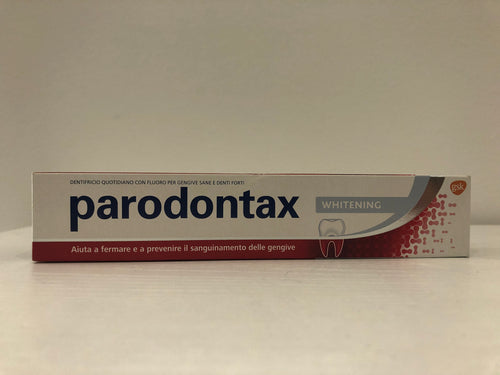 DENTIFRICIO QUOTIDIANO CON FLUORO PER GENGIVE SANE E DENTI FORTI
parodontax
WHITENING
gsk
Aiuta a fermare e a prevenire il sanguinamento delle gengive